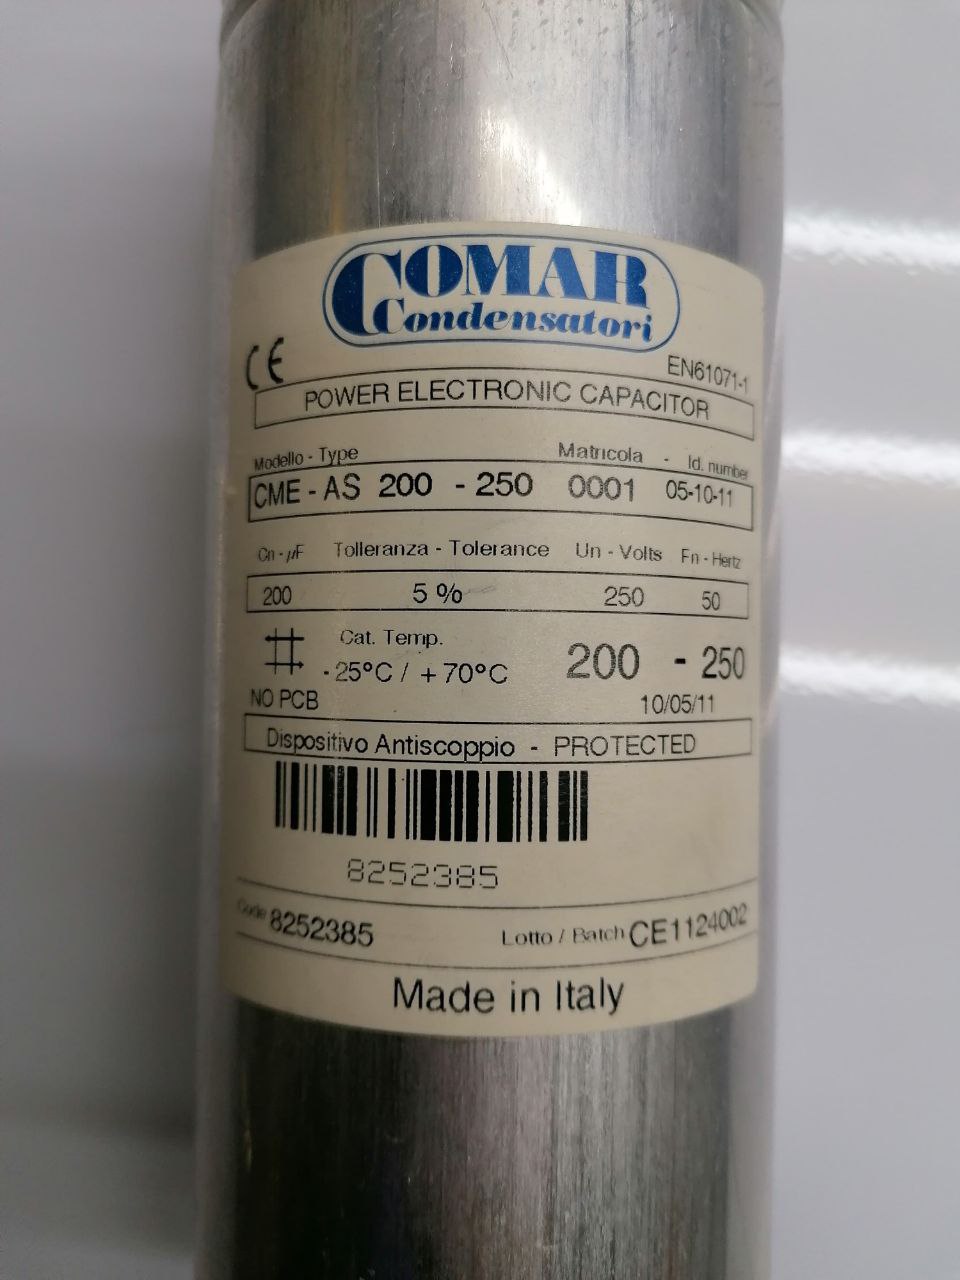 COMAR
Condensatori
CE
EN61071-1
POWER ELECTRONIC CAPACITOR
Modello - Type Matricola - Id. number
CME - AS 200 - 250 0001 05-10-11
Cn - µF Tolleranza - Tolerance Un - Volts Fn - Hertz
200 5 % 250 50
Cat. Temp.
-25°C / +70°C 200 - 250
NO PCB 10/05/11
Dispositivo Antiscoppio - PROTECTED
8252385
Code 8252385 Lotto / Batch CE1124002
Made in Italy